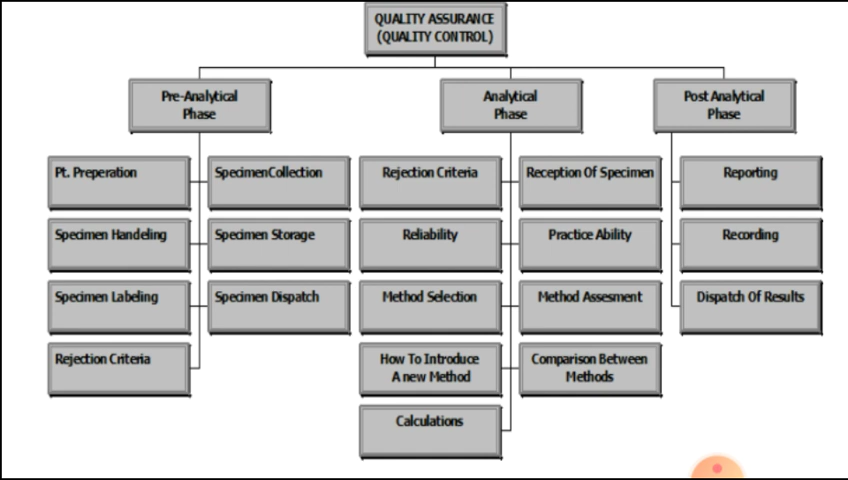 QUALITY ASSURANCE
(QUALITY CONTROL)
Pre-Analytical
Phase
Analytical
Phase
Post Analytical
Phase
Pt. Preperation
SpecimenCollection
Rejection Criteria
Reception Of Specimen
Reporting
Specimen Handeling
Specimen Storage
Reliability
Practice Ability
Recording
Specimen Labeling
Specimen Dispatch
Method Selection
Method Assesment
Dispatch Of Results
Rejection Criteria
How To Introduce
A new Method
Comparison Between
Methods
Calculations